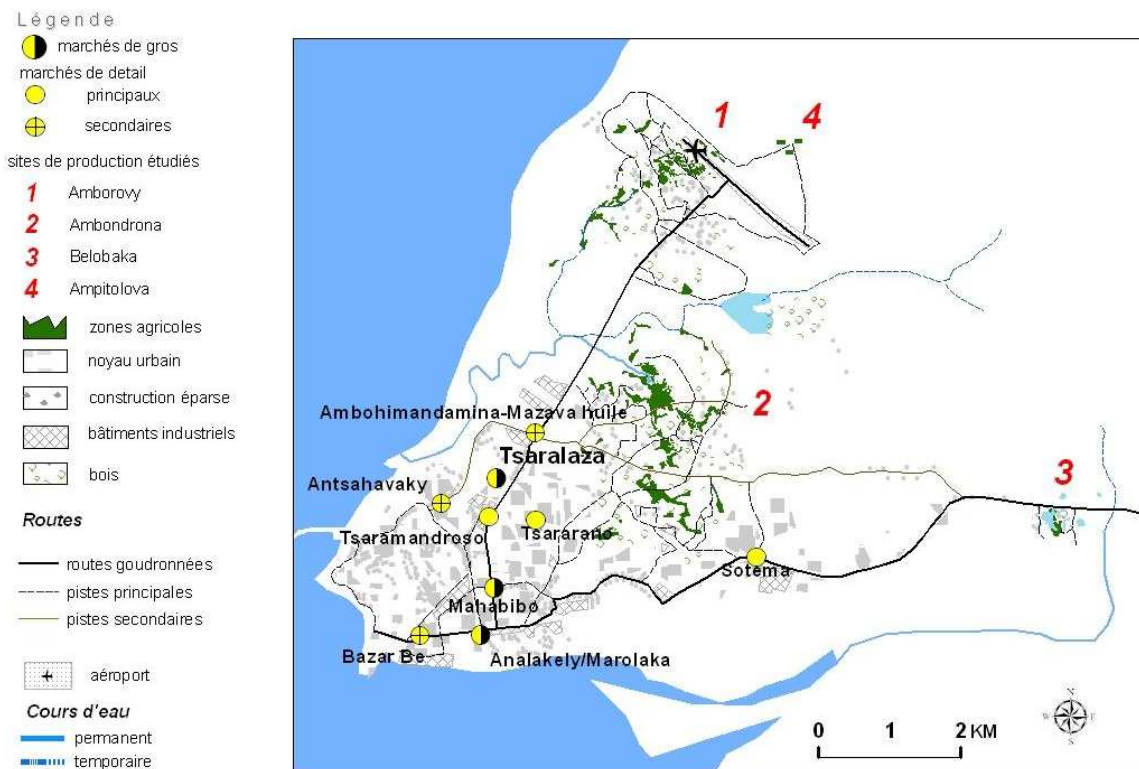 Légende
marchés de gros
marchés de detail
principaux
secondaires
sites de production étudiés
1 Amborovy
2 Ambondrona
3 Belobaka
4 Ampitolova
zones agricoles
noyau urbain
construction éparse
bâtiments industriels
bois
Routes
routes goudronnées
pistes principales
pistes secondaires
aéroport
Cours d'eau
permanent
temporaire
1
4
2
Ambohimandamina-Mazava huile
Tsaralaza
3
Antsahavaky
Tsaramandroso
Tsararano
Sotema
Mahabibo
Bazar Be
Analakely/Marolaka
N
W E
S
0 1 2 KM